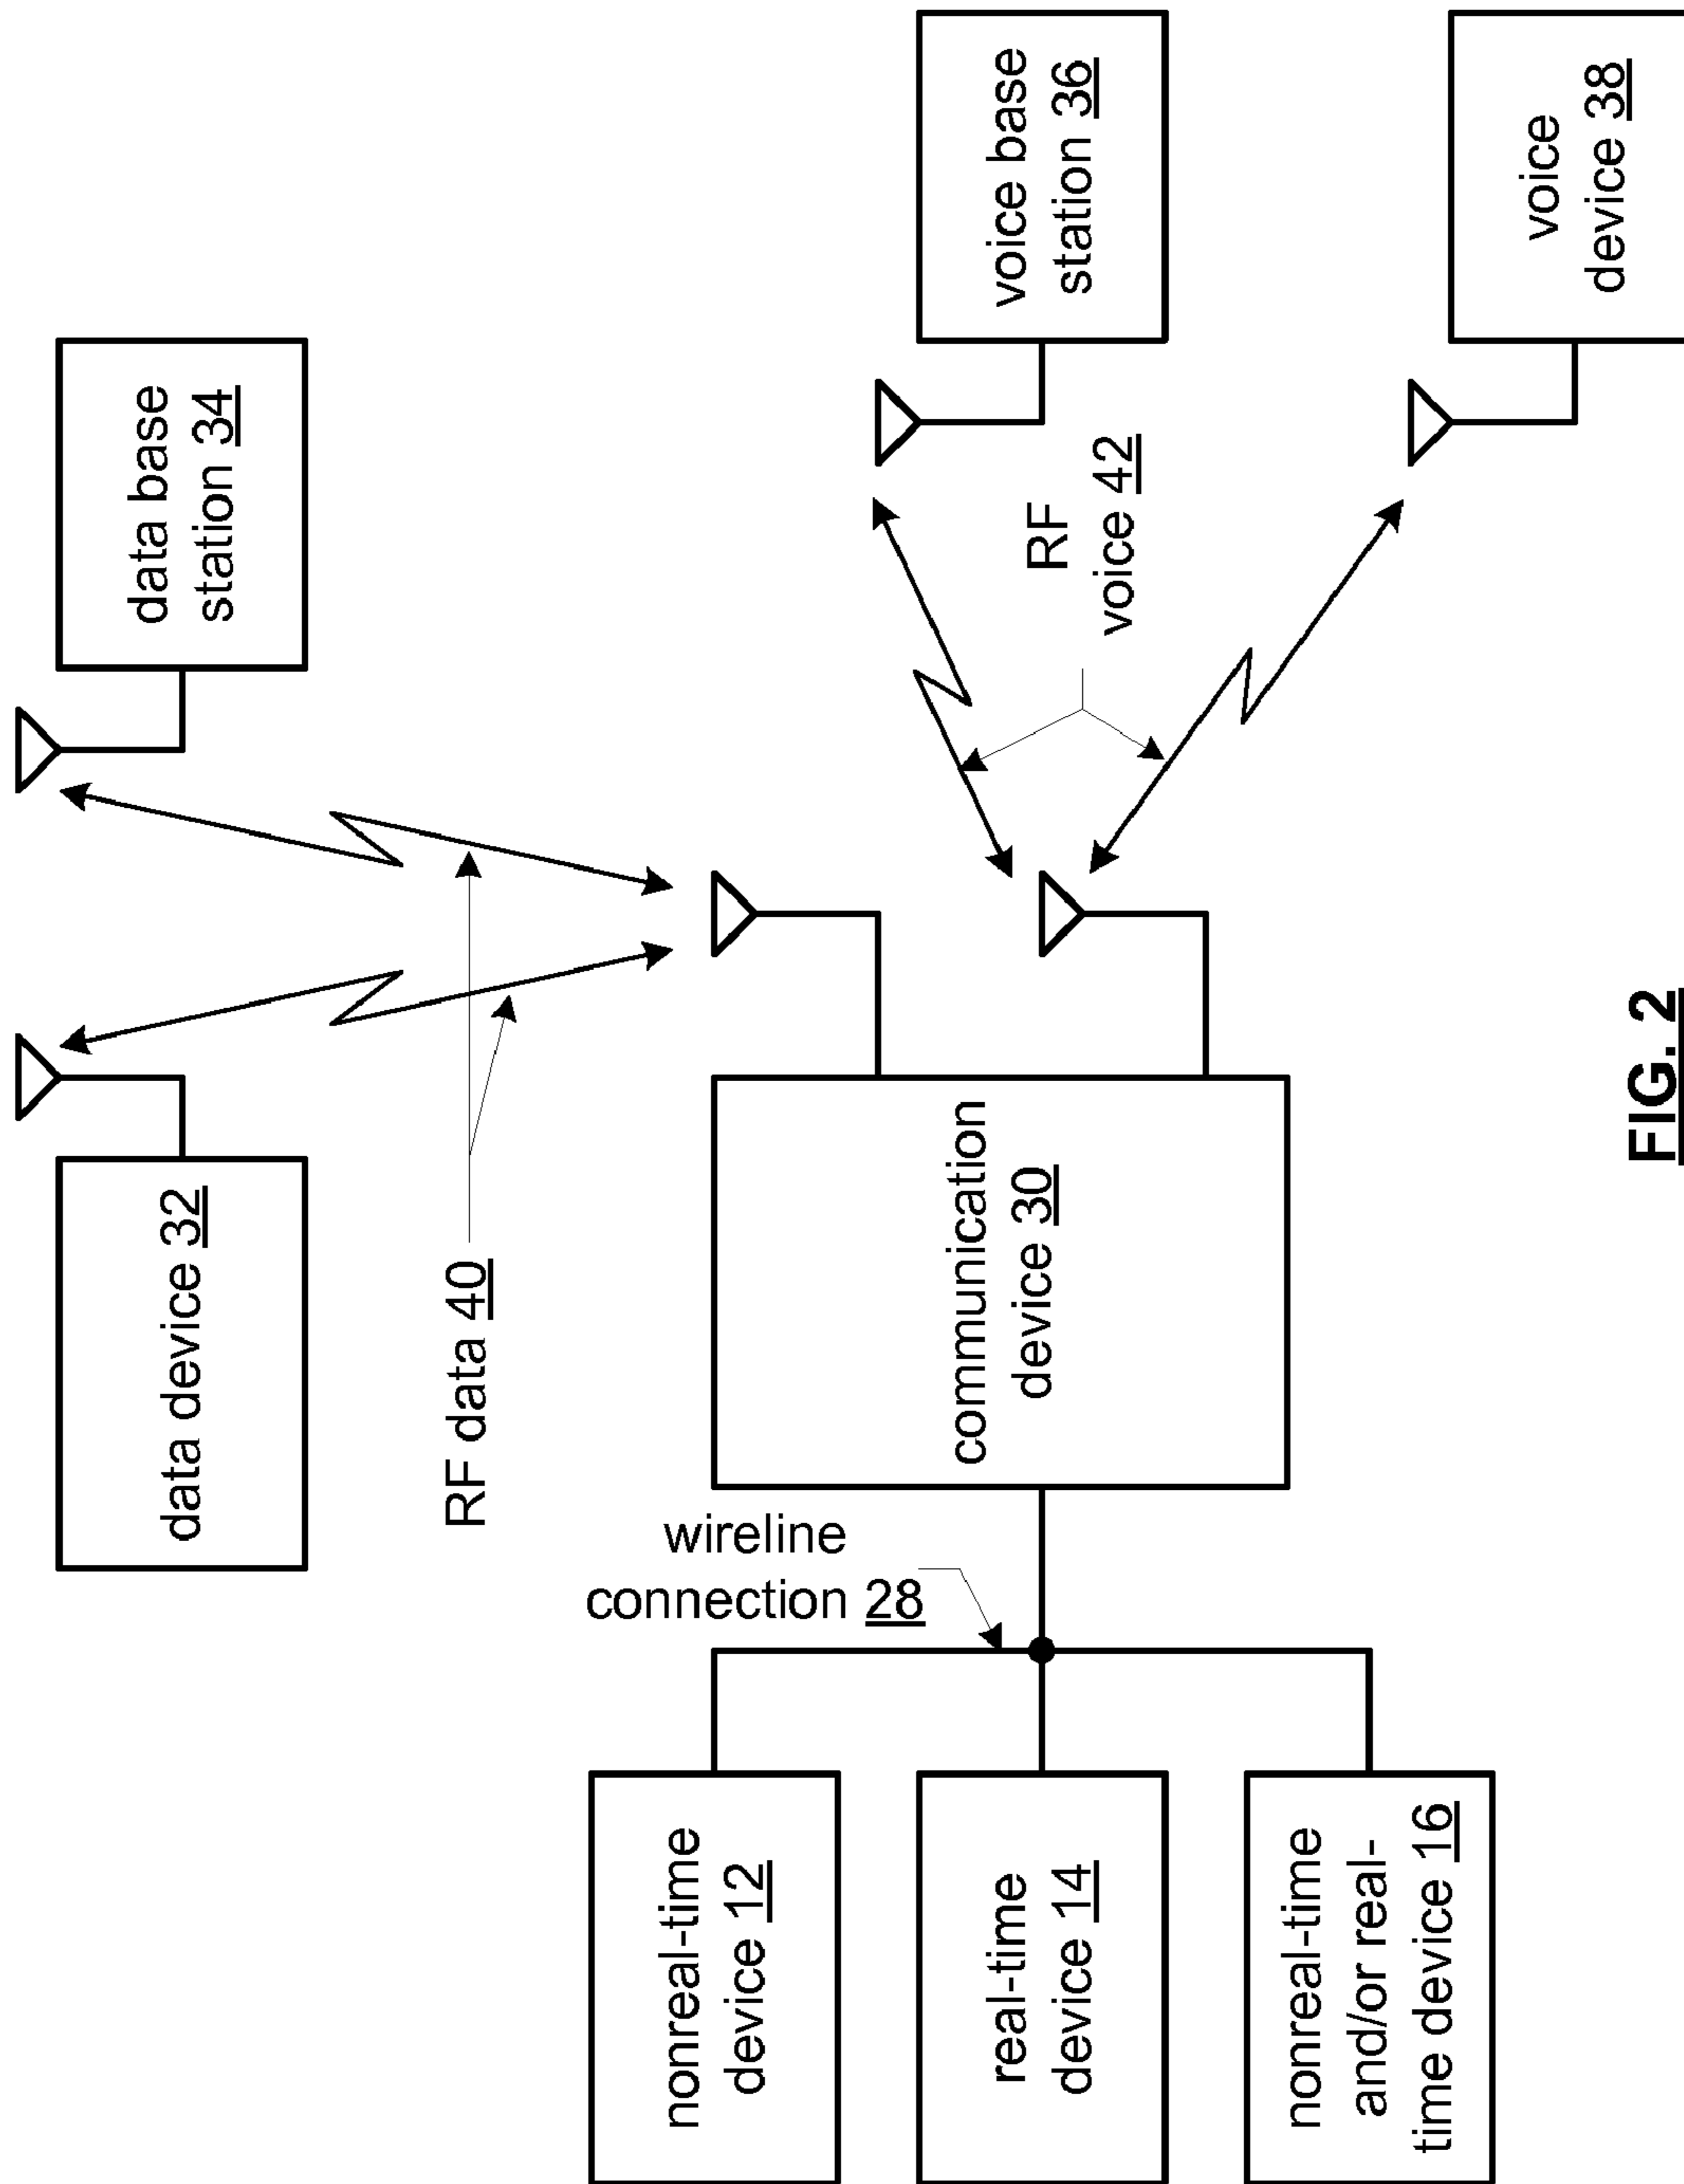 data device 32
data base
station 34
RF data 40
wireline
connection 28
nonreal-time
device 12
real-time
device 14
nonreal-time
and/or real-
time device 16
communication
device 30
RF
voice 42
voice base
station 36
voice
device 38
FIG. 2